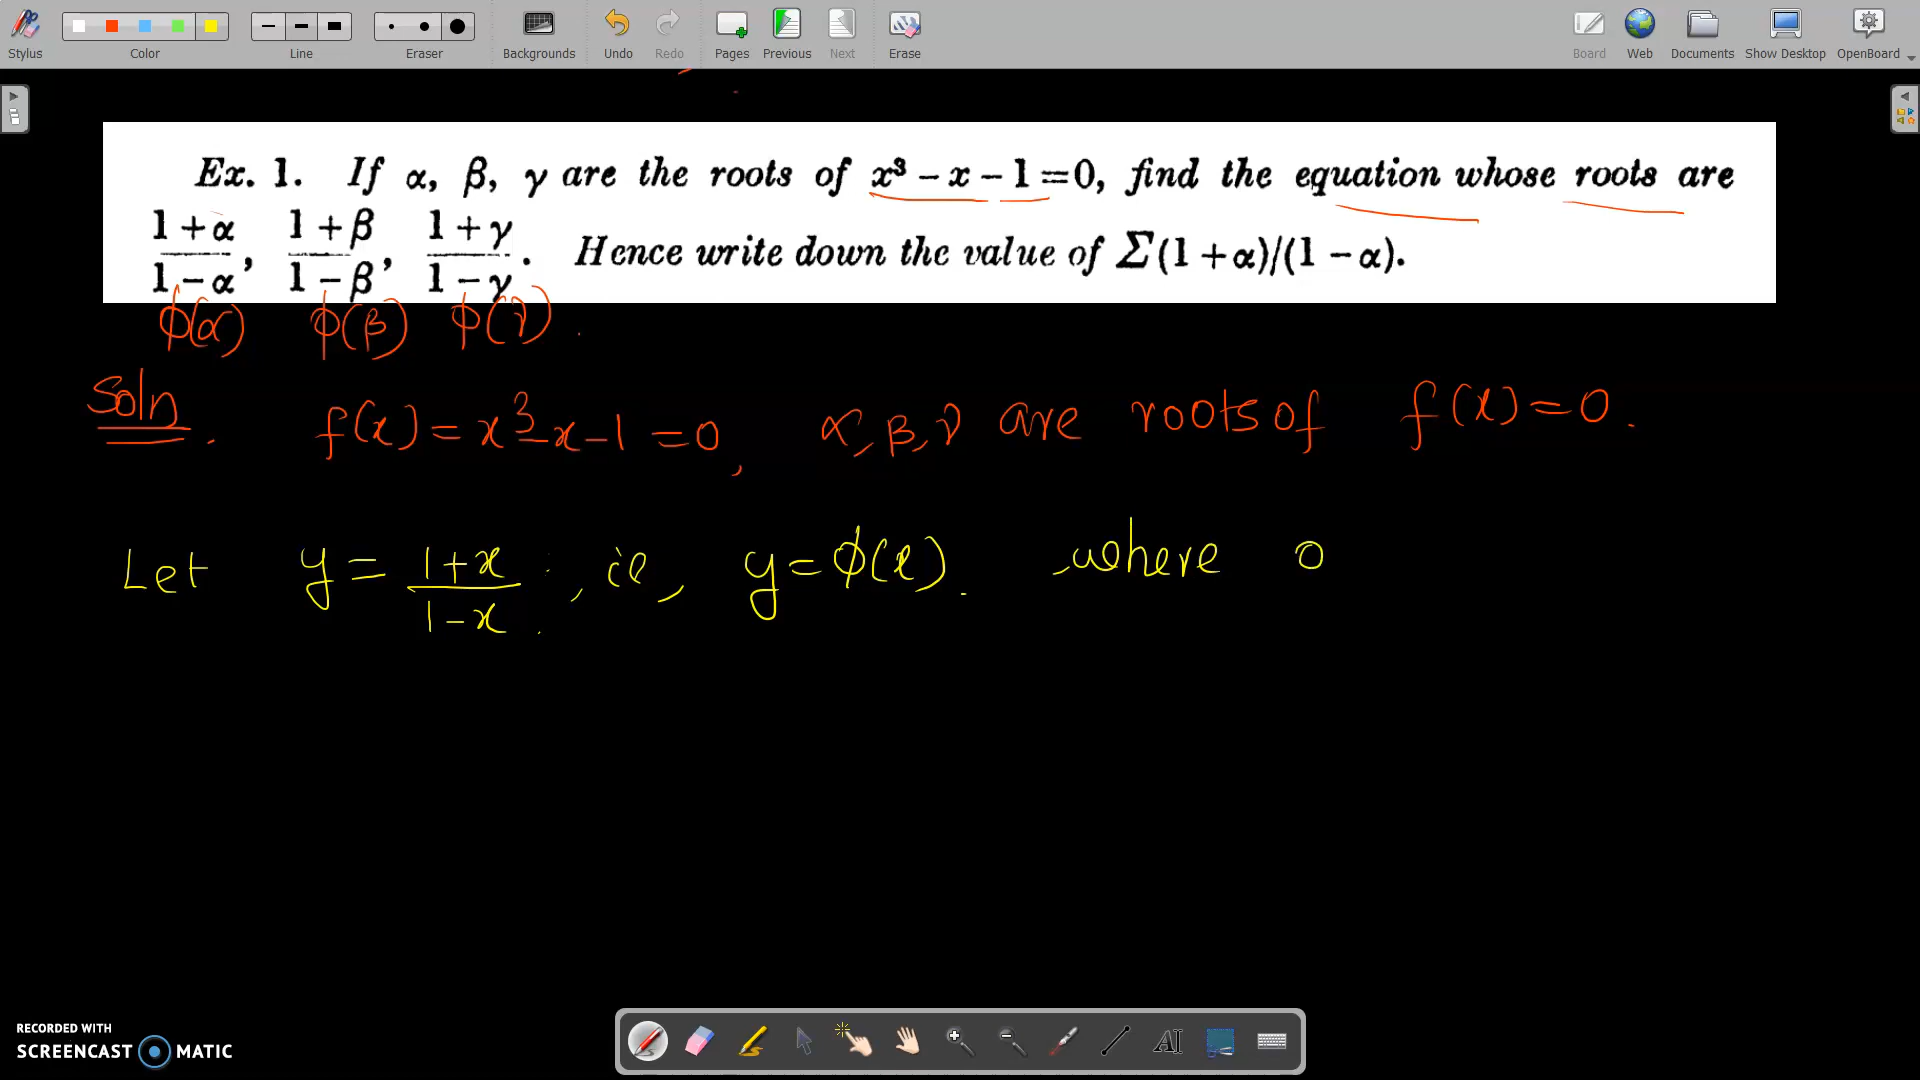 Stylus Color Line Eraser Backgrounds Undo Redo Pages Previous Next Erase Board Web Documents Show Desktop OpenBoard
Ex. 1. If α, β, γ are the roots of x³ – x – 1 = 0, find the equation whose roots are
(1+α)/(1–α), (1+β)/(1–β), (1+γ)/(1–γ). Hence write down the value of Σ(1+α)/(1–α).
ϕ(α) ϕ(β) ϕ(γ).
Soln. f(x) = x³–x–1 = 0, α, β, γ are roots of f(x) = 0.
Let y = (1+x)/(1–x), ie, y = ϕ(x). , where 0
RECORDED WITH
SCREENCAST MATIC